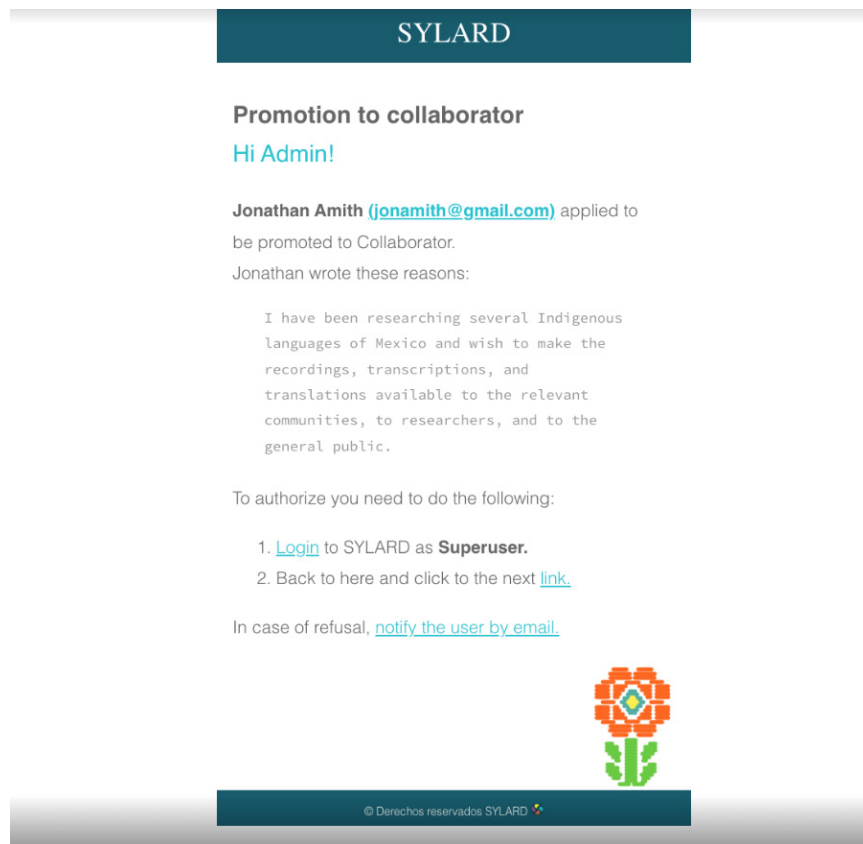 SYLARD
Promotion to collaborator
Hi Admin!
Jonathan Amith (jonamith@gmail.com) applied to
be promoted to Collaborator.
Jonathan wrote these reasons:
I have been researching several Indigenous
languages of Mexico and wish to make the
recordings, transcriptions, and
translations available to the relevant
communities, to researchers, and to the
general public.
To authorize you need to do the following:
1. Login to SYLARD as Superuser.
2. Back to here and click to the next link.
In case of refusal, notify the user by email.
© Derechos reservados SYLARD